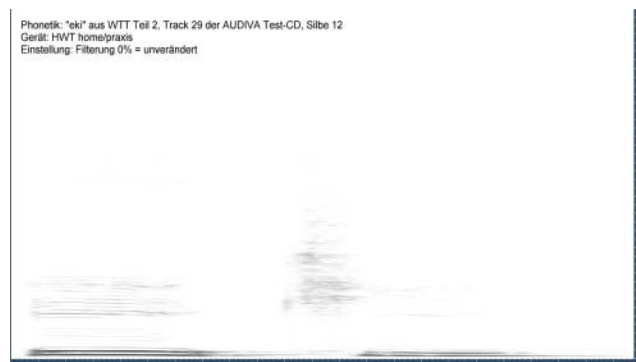 Phonetik: "eki" aus WTT Teil 2, Track 29 der AUDIVA Test-CD, Silbe 12
Gerät: HWT home/praxis
Einstellung: Filterung 0% = unverändert